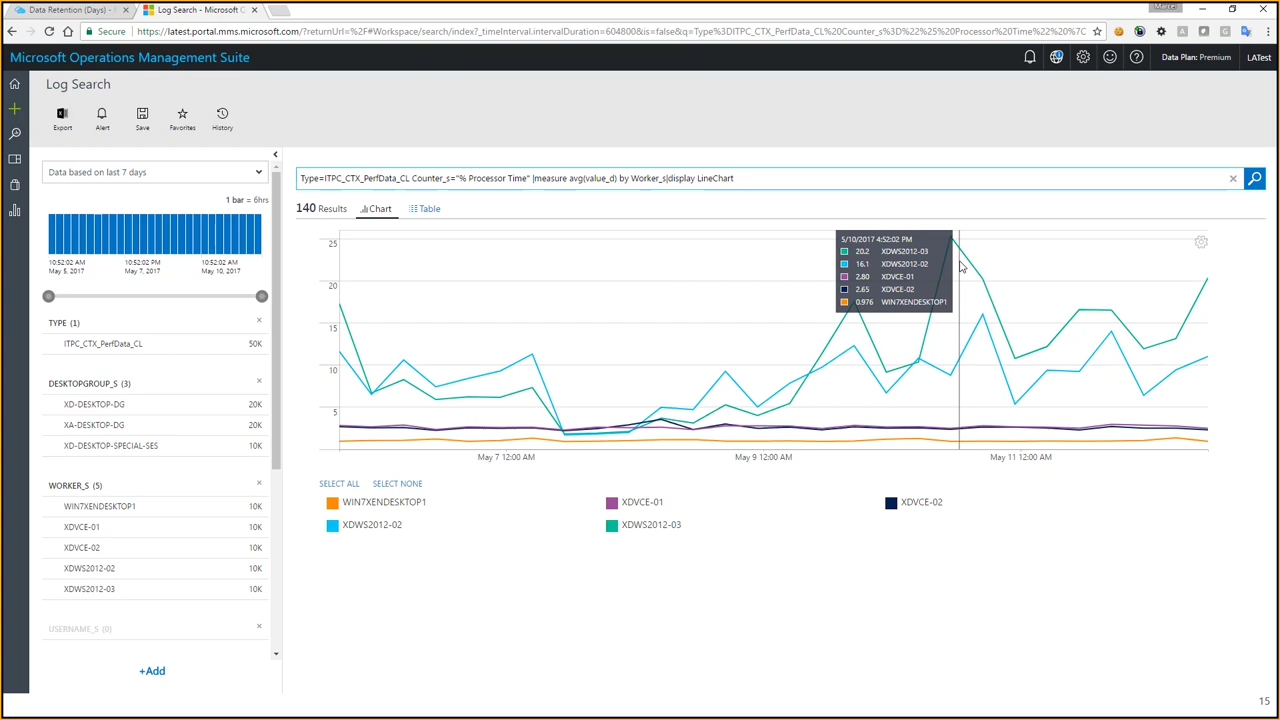 Data Retention (Days) -
Log Search - Microsoft O
Marcel
Secure
https://latest.portal.mms.microsoft.com/?returnUrl=%2F#Workspace/search/index?_timeInterval.intervalDuration=604800&is=false&q=Type%3DITPC_CTX_PerfData_CL%20Counter_s%3D%22%25%20Processor%20Time%22%20%7C
Microsoft Operations Management Suite
Data Plan: Premium
LATest
Log Search
Export
Alert
Save
Favorites
History
Data based on last 7 days
1 bar = 6hrs
10:52:02 AM
May 5, 2017
10:52:02 PM
May 7, 2017
10:52:02 AM
May 10, 2017
TYPE (1)
ITPC_CTX_PerfData_CL 50K
DESKTOPGROUP_S (3)
XD-DESKTOP-DG 20K
XA-DESKTOP-DG 20K
XD-DESKTOP-SPECIAL-SES 10K
WORKER_S (5)
WIN7XENDESKTOP1 10K
XDVCE-01 10K
XDVCE-02 10K
XDWS2012-02 10K
XDWS2012-03 10K
USERNAME_S (0)
+Add
Type=ITPC_CTX_PerfData_CL Counter_s="% Processor Time" |measure avg(value_d) by Worker_s|display LineChart
140 Results
Chart
Table
25
20
15
10
5
5/10/2017 4:52:02 PM
20.2 XDWS2012-03
16.1 XDWS2012-02
2.80 XDVCE-01
2.65 XDVCE-02
0.976 WIN7XENDESKTOP1
May 7 12:00 AM
May 9 12:00 AM
May 11 12:00 AM
SELECT ALL
SELECT NONE
WIN7XENDESKTOP1
XDVCE-01
XDVCE-02
XDWS2012-02
XDWS2012-03
15